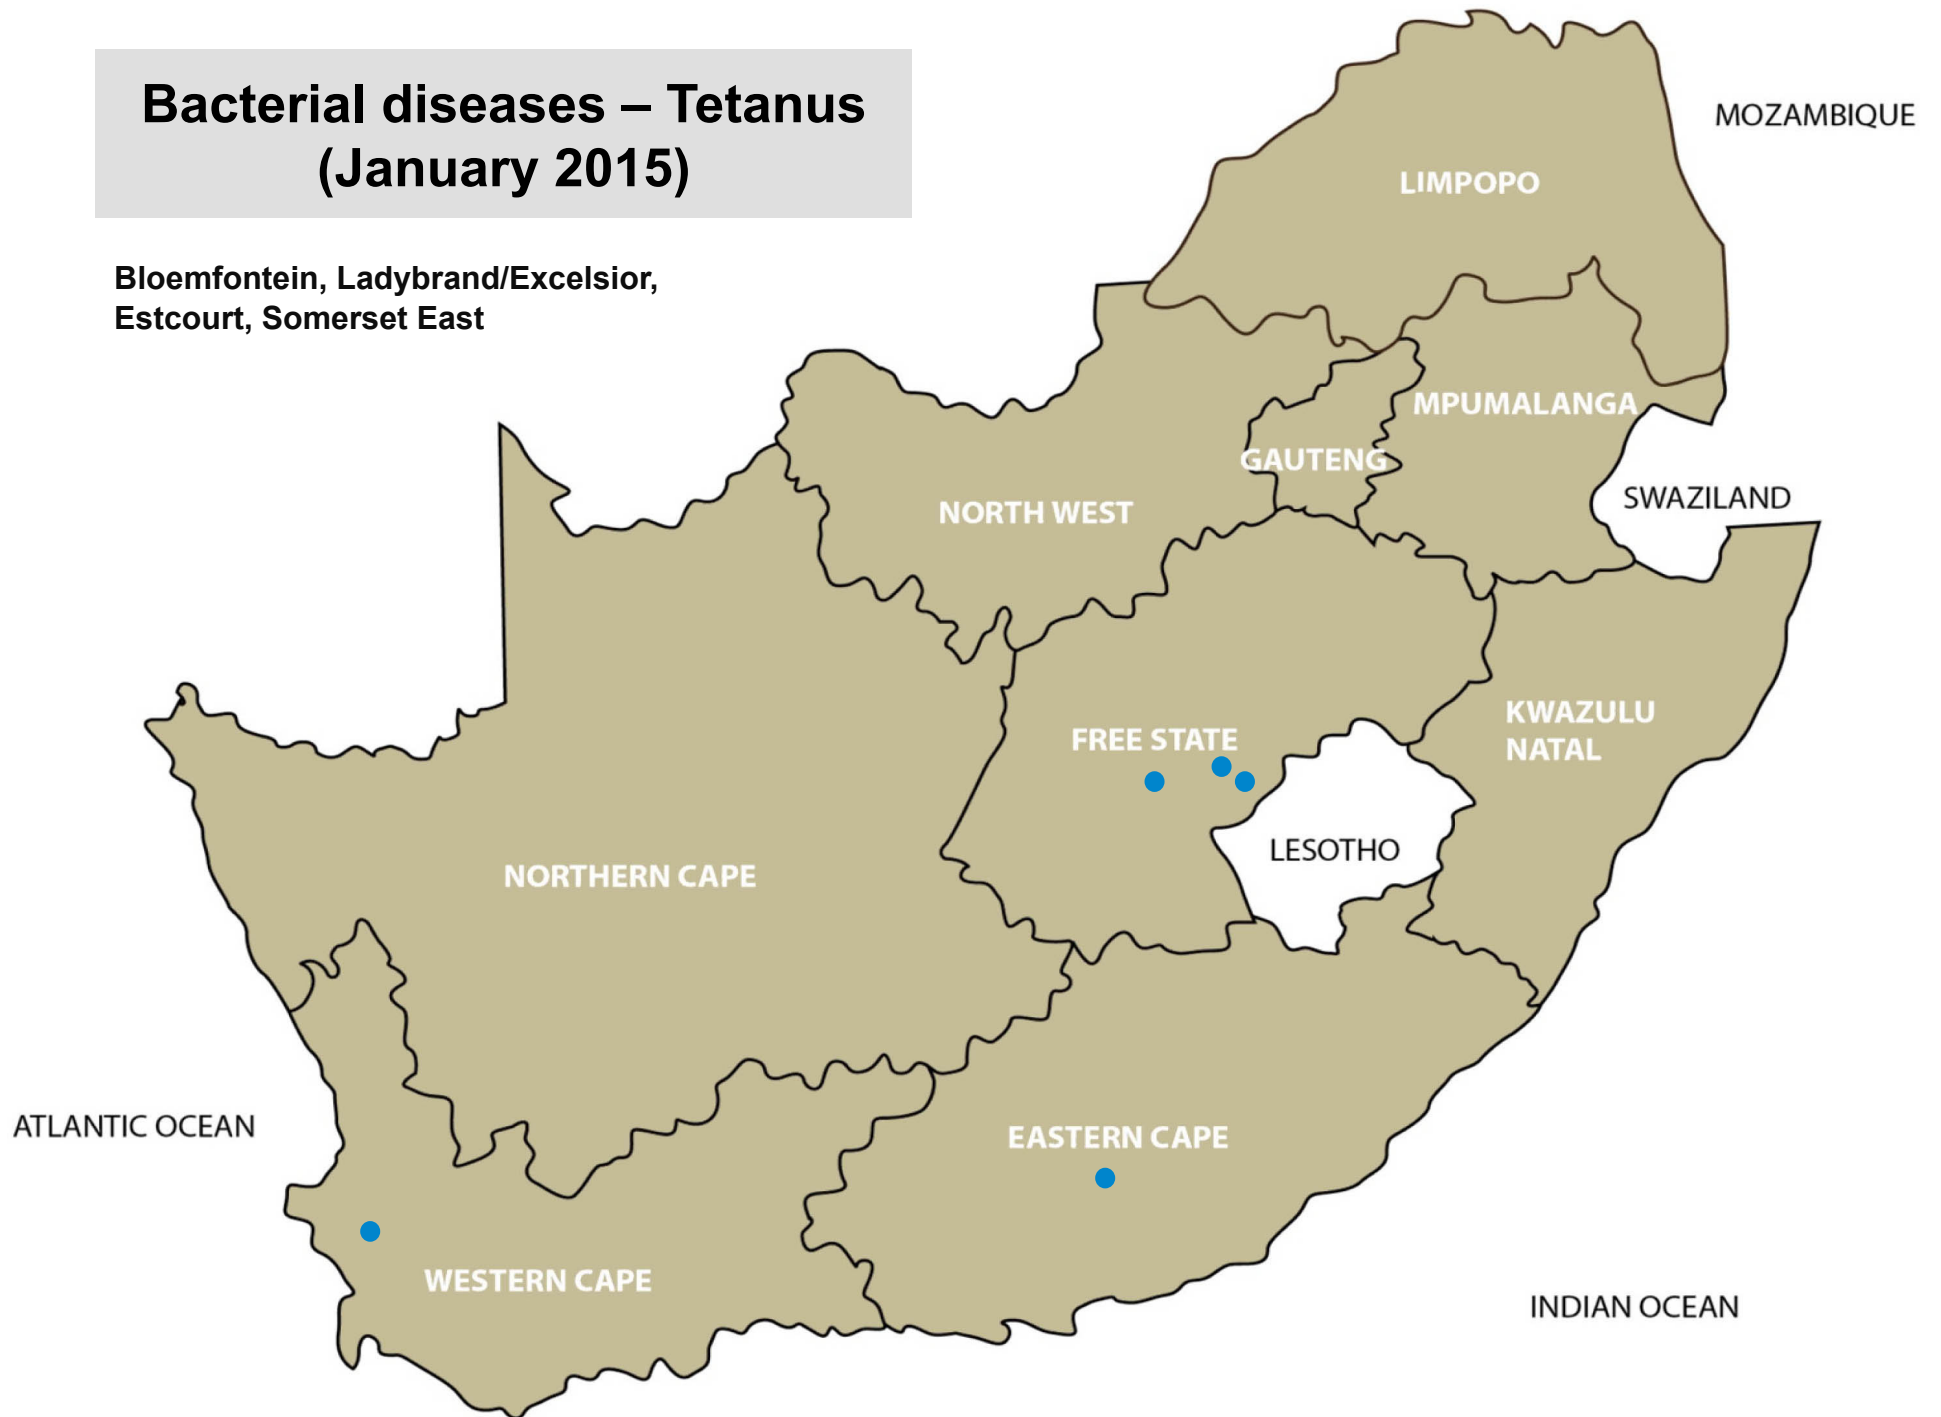 Bacterial diseases – Tetanus
(January 2015)
Bloemfontein, Ladybrand/Excelsior,
Estcourt, Somerset East
MOZAMBIQUE
LIMPOPO
MPUMALANGA
GAUTENG
SWAZILAND
NORTH WEST
KWAZULU
NATAL
FREE STATE
LESOTHO
NORTHERN CAPE
ATLANTIC OCEAN
EASTERN CAPE
WESTERN CAPE
INDIAN OCEAN